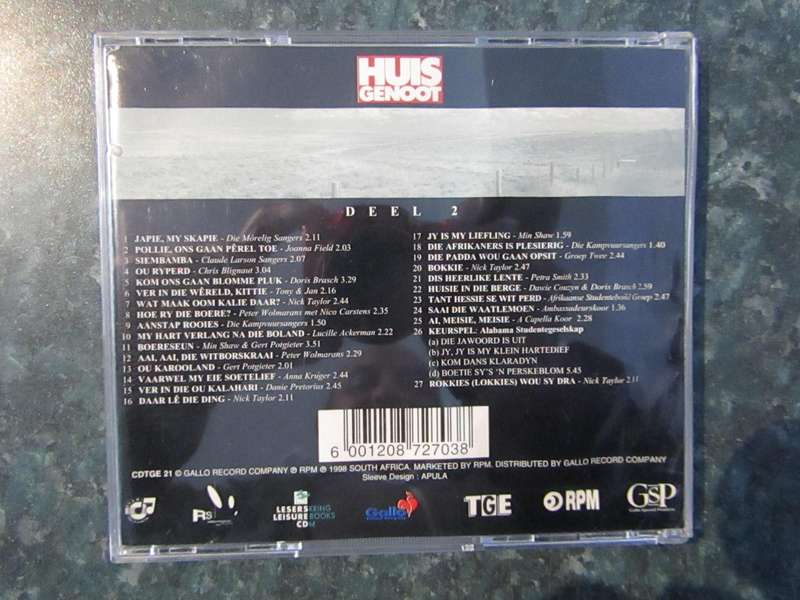 HUIS
GENOOT
DEEL 2
1 JAPIE, MY SKAPIE - Die Mórelig Sangers 2.11
2 POLLIE, ONS GAAN PÊREL TOE - Joanna Field 2.03
3 SIEMBAMBA - Claude Larson Sangers 2.07
4 OU RYPERD - Chris Blignaut 3.04
5 KOM ONS GAAN BLOMME PLUK - Doris Brasch 3.29
6 VER IN DIE WÊRELD, KITTIE - Tony & Jan 2.16
7 WAT MAAK OOM KALIE DAAR? - Nick Taylor 2.44
8 HOE RY DIE BOERE? - Peter Wolmarans met Nico Carstens 2.35
9 AANSTAP ROOIES - Die Kampvuursangers 1.50
10 MY HART VERLANG NA DIE BOLAND - Lucille Ackerman 2.22
11 BOERESEUN - Min Shaw & Gert Potgieter 3.51
12 AAI, AAI, DIE WITBORSKRAAI - Peter Wolmarans 2.29
13 OU KAROOLAND - Gert Potgieter 2.01
14 VAARWEL MY EIE SOETELIEF - Anna Kruger 2.44
15 VER IN DIE OU KALAHARI - Danie Pretorius 2.45
16 DAAR LÊ DIE DING - Nick Taylor 2.11
17 JY IS MY LIEFLING - Min Shaw 1.59
18 DIE AFRIKANERS IS PLESIERIG - Die Kampvuursangers 1.40
19 DIE PADDA WOU GAAN OPSIT - Groep Twee 2.44
20 BOKKIE - Nick Taylor 2.47
21 DIS HEERLIKE LENTE - Petra Smith 2.33
22 HUISIE IN DIE BERGE - Dawie Couzyn & Doris Brasch 2.59
23 TANT HESSIE SE WIT PERD - Afrikaanse Studentebond Groep 2.47
24 SAAI DIE WAATLEMOEN - Ambassadeurskoor 2.36
25 AI, MEISIE, MEISIE - A Capella Koor 2.28
26 KEURSPEL: Alabama Studentegeselskap
(a) DIE JAWOORD IS UIT
(b) JY, JY IS MY KLEIN HARTEDIEF
(c) KOM DANS KLARADYN
(d) BOETIE SY'S 'N PERSKEBLOM 5.45
27 ROKKIES (LOKKIES) WOU SY DRA - Nick Taylor 2.11
6 001208 727038
CDTGE 21 © GALLO RECORD COMPANY ℗ RPM ℗ 1998 SOUTH AFRICA. MARKETED BY RPM. DISTRIBUTED BY GALLO RECORD COMPANY
Sleeve Design : APULA
LESERSKRING
LEISUREBOOKS
CDM
Gallo
TGE
RPM
GSP